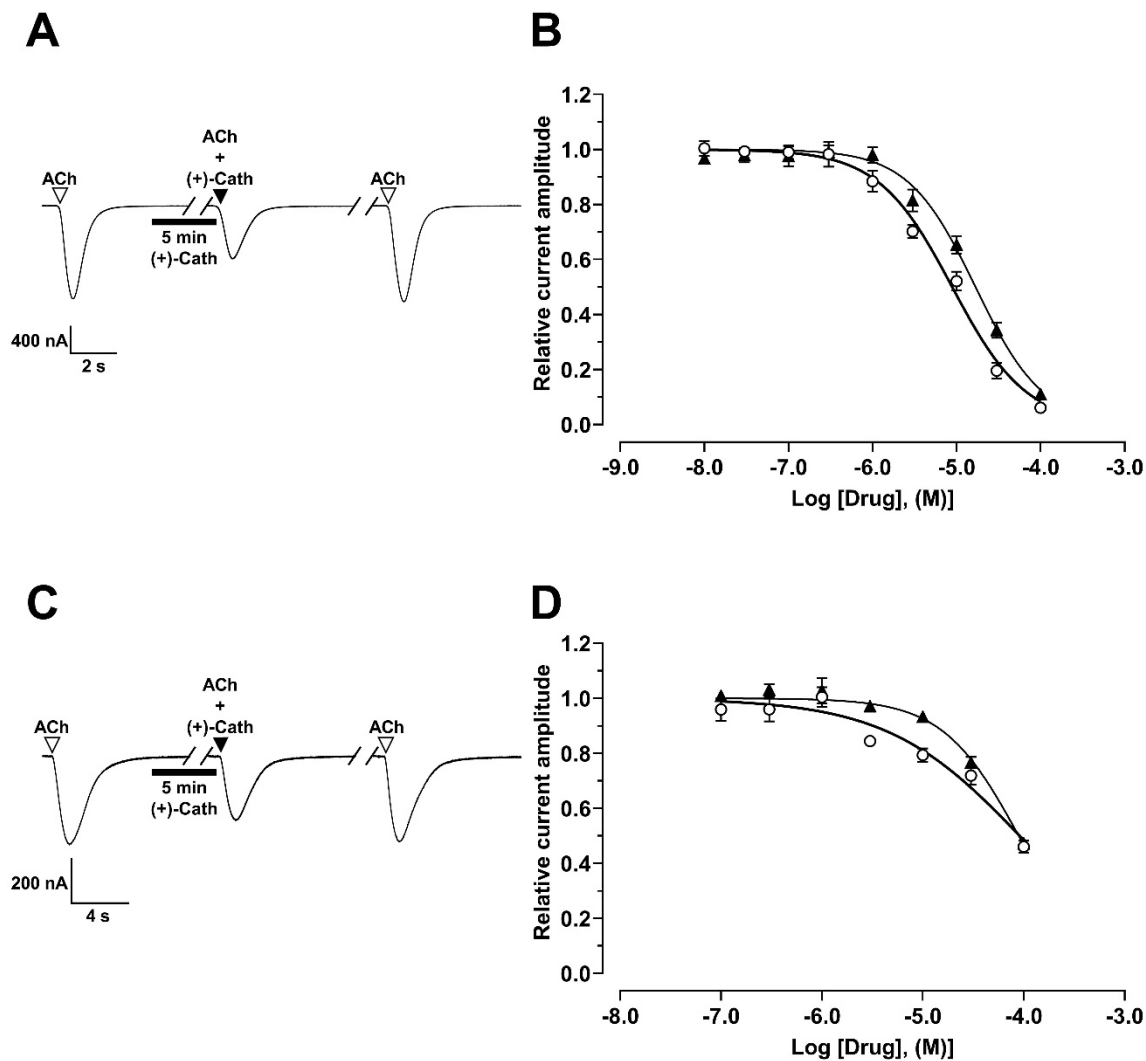 A
ACh
ACh
+
(+)-Cath
ACh
5 min
(+)-Cath
400 nA
2 s
B
Relative current amplitude
1.2
1.0
0.8
0.6
0.4
0.2
0.0
-9.0 -8.0 -7.0 -6.0 -5.0 -4.0 -3.0
Log [Drug], (M)]
C
ACh
ACh
+
(+)-Cath
ACh
5 min
(+)-Cath
200 nA
4 s
D
Relative current amplitude
1.2
1.0
0.8
0.6
0.4
0.2
0.0
-8.0 -7.0 -6.0 -5.0 -4.0 -3.0
Log [Drug], (M)]